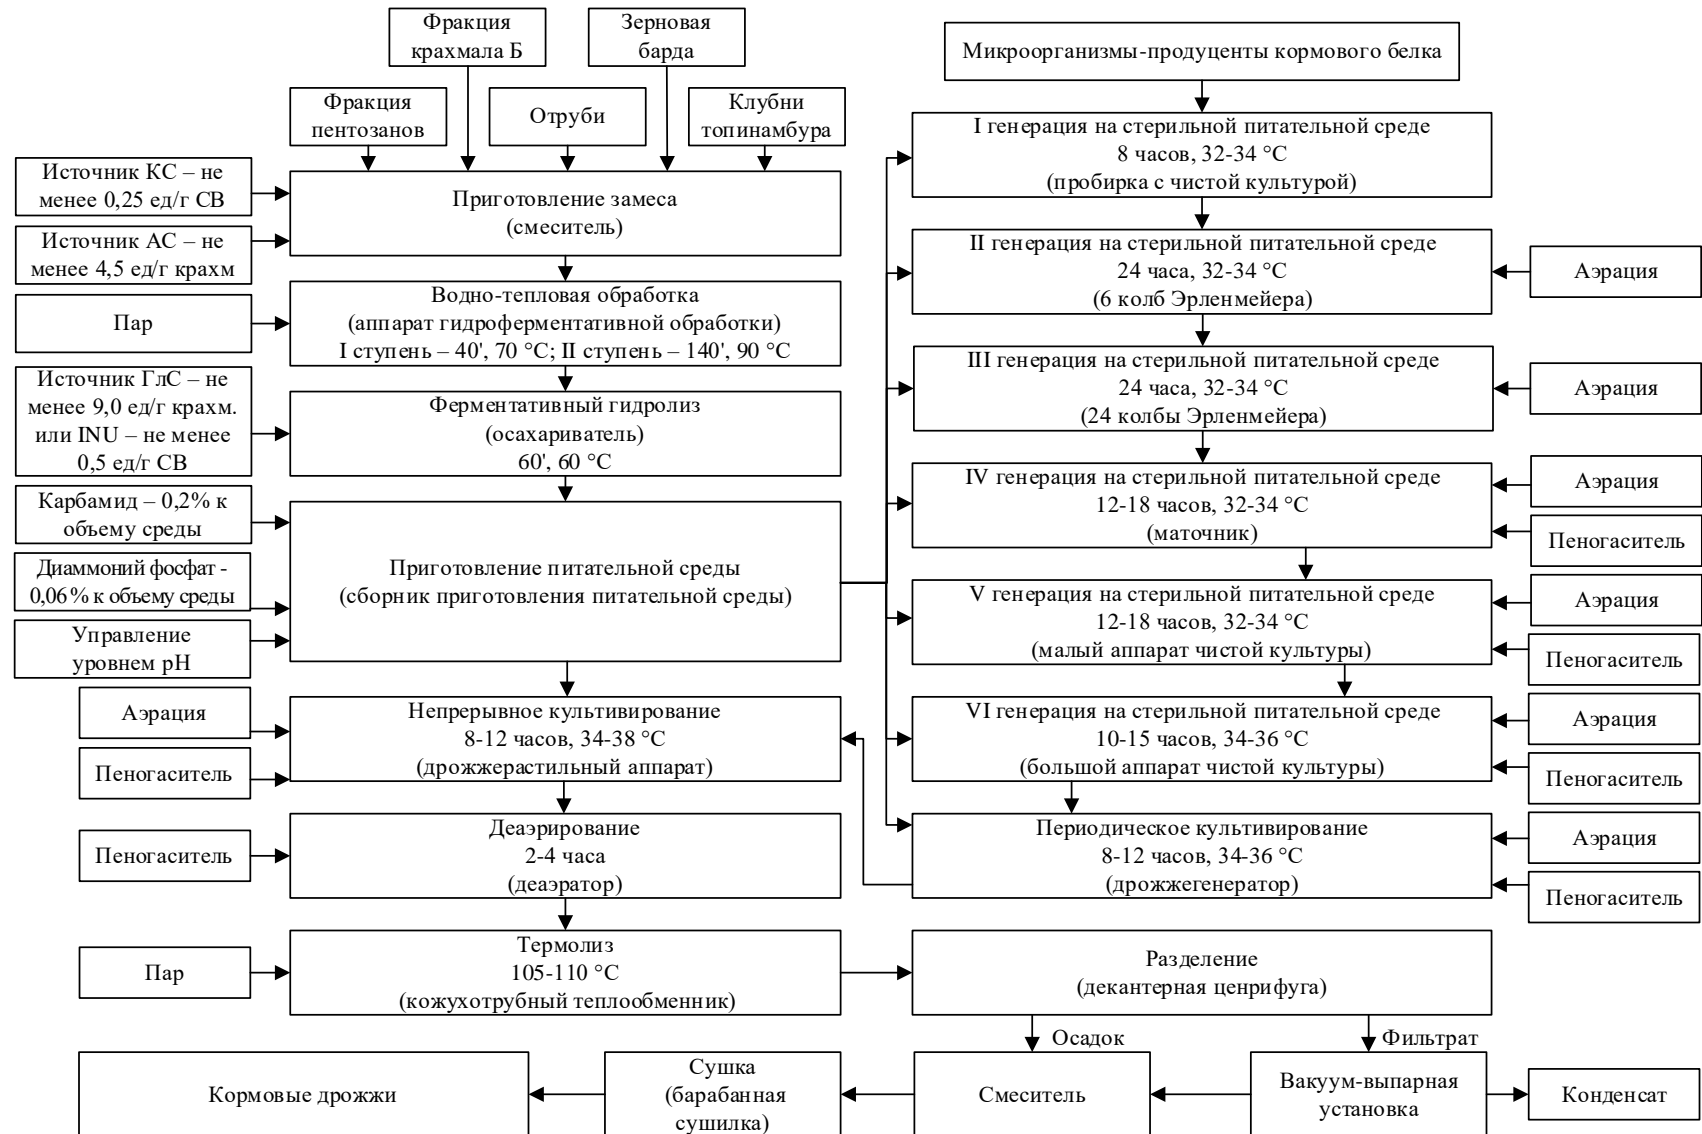 Фракция
крахмала Б
Зерновая
барда
Фракция
пентозанов
Отруби
Клубни
топинамбура
Источник КС – не
менее 0,25 ед/г СВ
Источник АС – не
менее 4,5 ед/г крахм
Приготовление замеса
(смеситель)
Пар
Водно-тепловая обработка
(аппарат гидроферментативной обработки)
I ступень – 40', 70 °С; II ступень – 140', 90 °С
Источник ГлС – не
менее 9,0 ед/г крахм.
или INU – не менее
0,5 ед/г СВ
Ферментативный гидролиз
(осахариватель)
60', 60 °С
Карбамид – 0,2% к
объему среды
Диаммоний фосфат -
0,06% к объему среды
Управление
уровнем pH
Приготовление питательной среды
(сборник приготовления питательной среды)
Аэрация
Пеногаситель
Непрерывное культивирование
8-12 часов, 34-38 °С
(дрожжерастильный аппарат)
Пеногаситель
Деаэрирование
2-4 часа
(деаэратор)
Пар
Термолиз
105-110 °С
(кожухотрубный теплообменник)
Микроорганизмы-продуценты кормового белка
I генерация на стерильной питательной среде
8 часов, 32-34 °С
(пробирка с чистой культурой)
II генерация на стерильной питательной среде
24 часа, 32-34 °С
(6 колб Эрленмейера)
Аэрация
III генерация на стерильной питательной среде
24 часа, 32-34 °С
(24 колбы Эрленмейера)
Аэрация
IV генерация на стерильной питательной среде
12-18 часов, 32-34 °С
(маточник)
Аэрация
Пеногаситель
V генерация на стерильной питательной среде
12-18 часов, 32-34 °С
(малый аппарат чистой культуры)
Аэрация
Пеногаситель
VI генерация на стерильной питательной среде
10-15 часов, 34-36 °С
(большой аппарат чистой культуры)
Аэрация
Пеногаситель
Периодическое культивирование
8-12 часов, 34-36 °С
(дрожжегенератор)
Аэрация
Пеногаситель
Разделение
(декантерная ценрифуга)
Осадок
Фильтрат
Кормовые дрожжи
Сушка
(барабанная
сушилка)
Смеситель
Вакуум-выпарная
установка
Конденсат